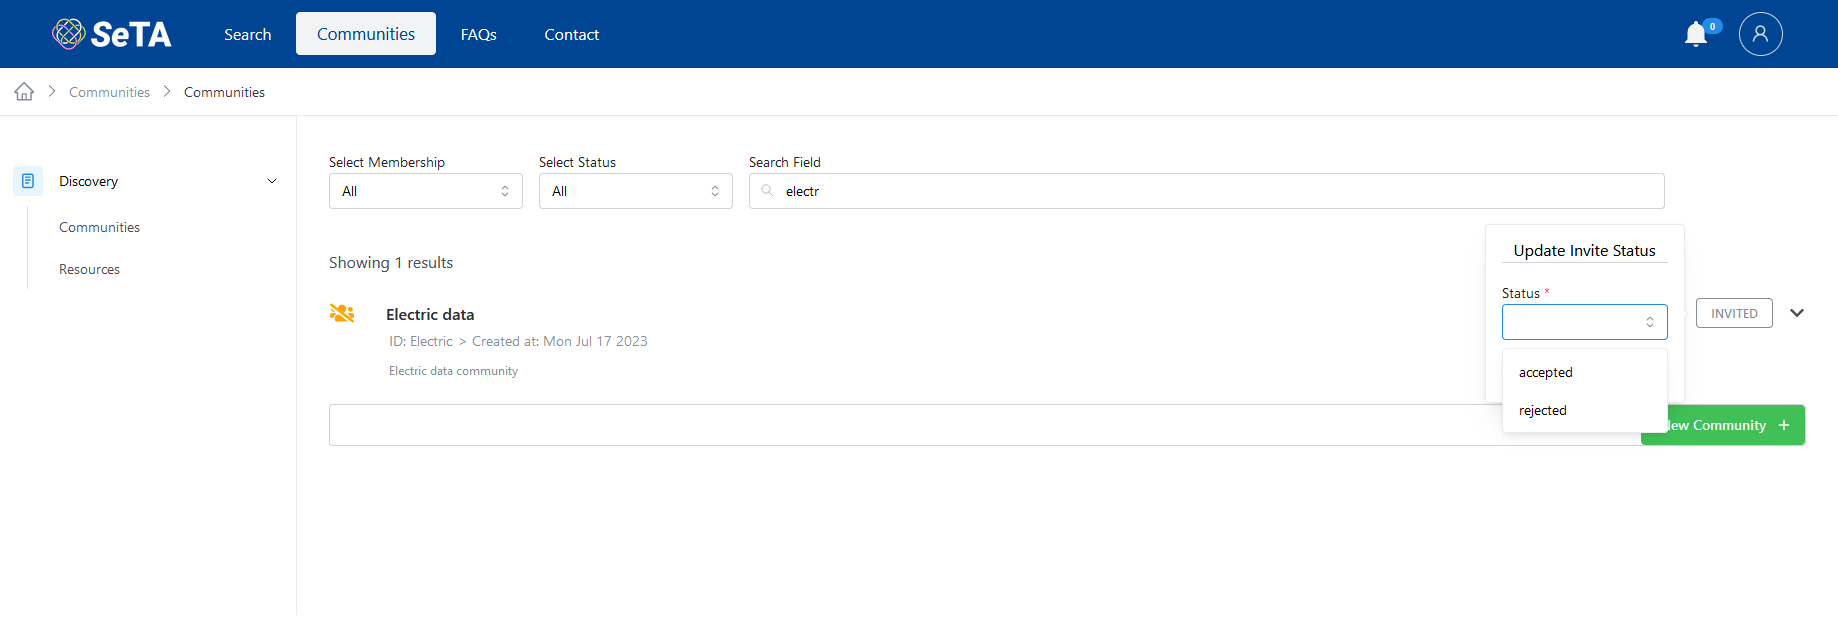 SeTA
Search
Communities
FAQs
Contact
0
Communities
Communities
Discovery
Communities
Resources
Select Membership
All
Select Status
All
Search Field
electr
Showing 1 results
Update Invite Status
Status *
accepted
rejected
Electric data
ID: Electric > Created at: Mon Jul 17 2023
Electric data community
INVITED
Community +